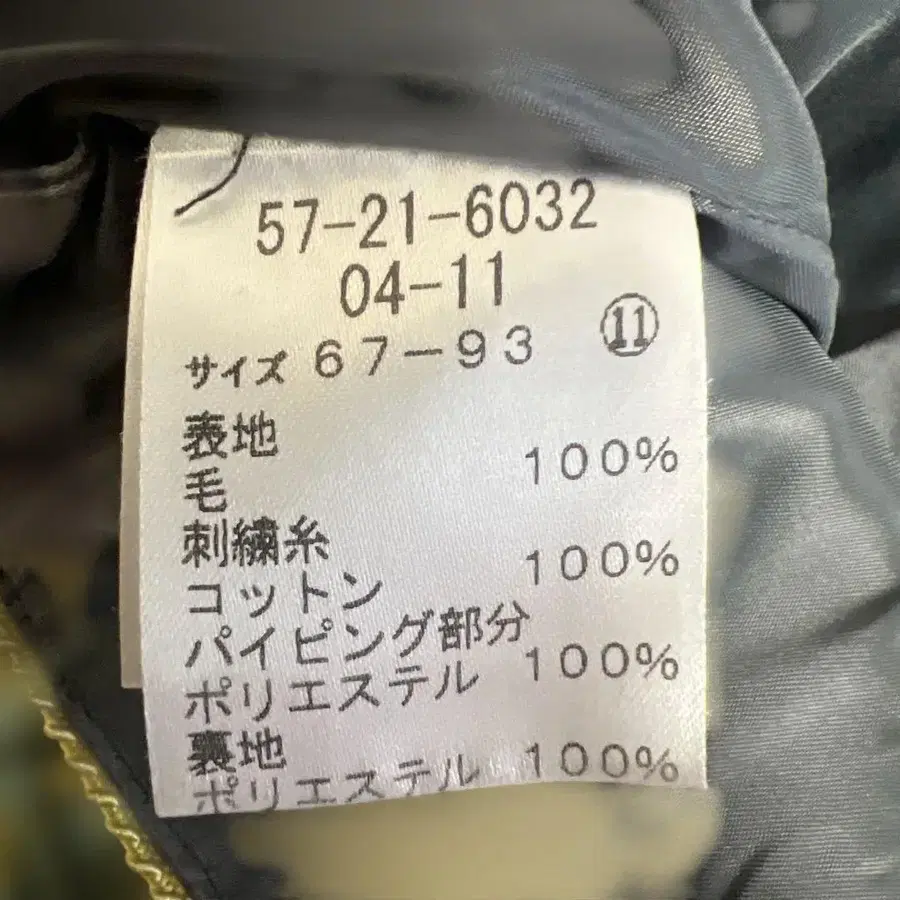 57-21-6032
04-11
サイズ 67-93 ⑪
表地
毛 100%
刺繍糸
コットン 100%
パイピング部分
ポリエステル 100%
裏地
ポリエステル 100%